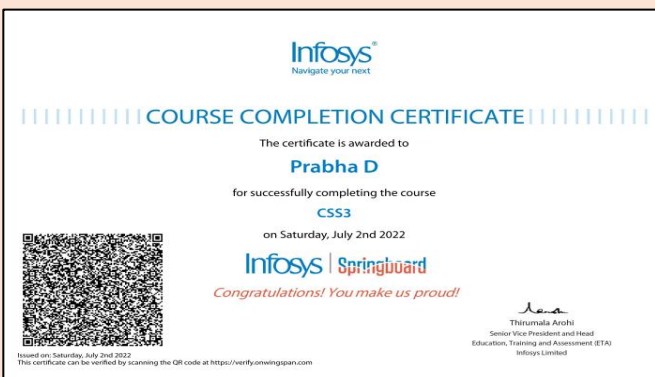 Infosys®
Navigate your next
COURSE COMPLETION CERTIFICATE
The certificate is awarded to
Prabha D
for successfully completing the course
CSS3
on Saturday, July 2nd 2022
Infosys | Springboard
Congratulations! You make us proud!
Thirumala Arohi
Senior Vice President and Head
Education, Training and Assessment (ETA)
Infosys Limited
Issued on: Saturday, July 2nd 2022
This certificate can be verified by scanning the QR code at https://verify.onwingspan.com